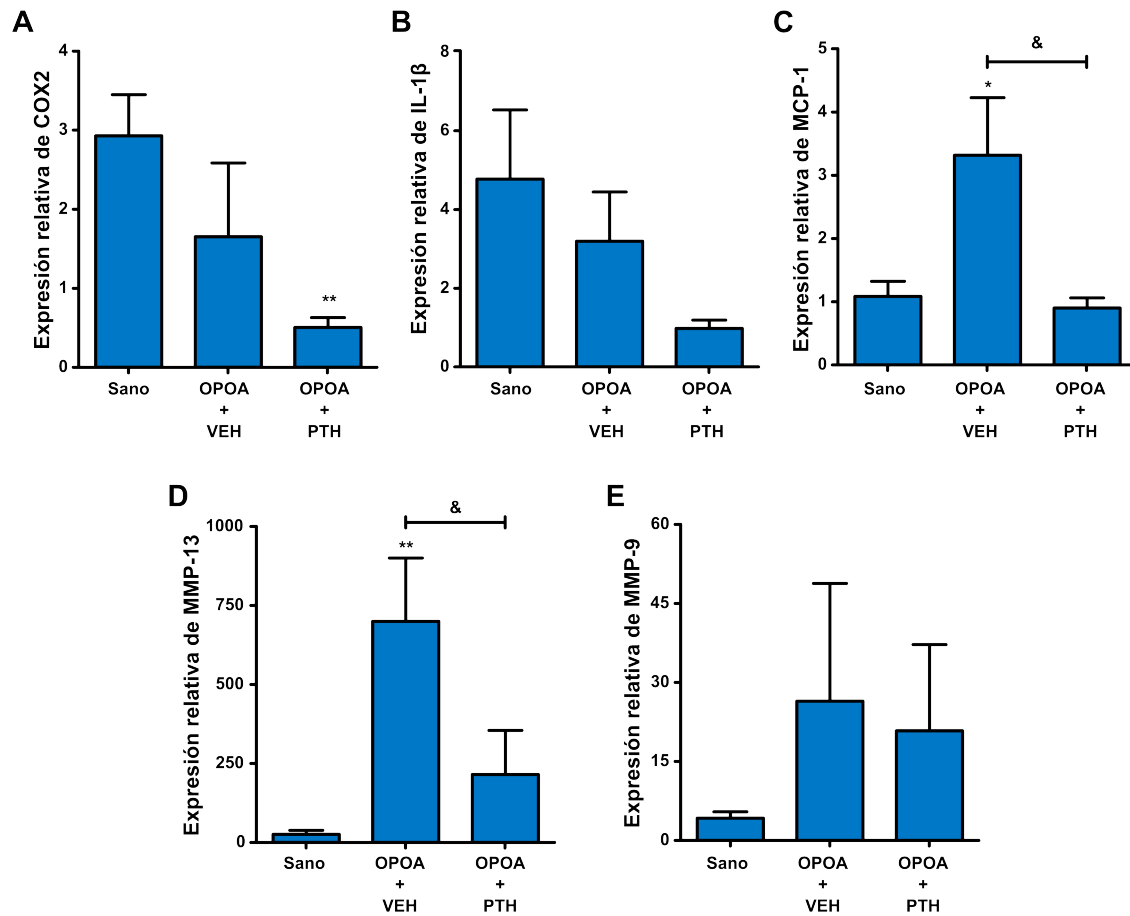 A
Expresión relativa de COX2
4
3
2
1
0
**
Sano
OPOA
+
VEH
OPOA
+
PTH
B
Expresión relativa de IL-1β
8
6
4
2
0
Sano
OPOA
+
VEH
OPOA
+
PTH
C
Expresión relativa de MCP-1
5
4
3
2
1
0
&
*
Sano
OPOA
+
VEH
OPOA
+
PTH
D
Expresión relativa de MMP-13
1000
750
500
250
0
&
**
Sano
OPOA
+
VEH
OPOA
+
PTH
E
Expresión relativa de MMP-9
60
45
30
15
0
Sano
OPOA
+
VEH
OPOA
+
PTH